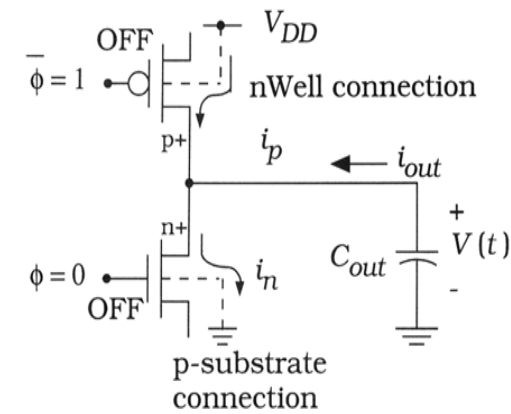 OFF
V_DD
ϕ̅ = 1
nWell connection
p+
i_p
i_out
n+
+
V(t)
C_out
ϕ = 0
i_n
-
OFF
p-substrate
connection